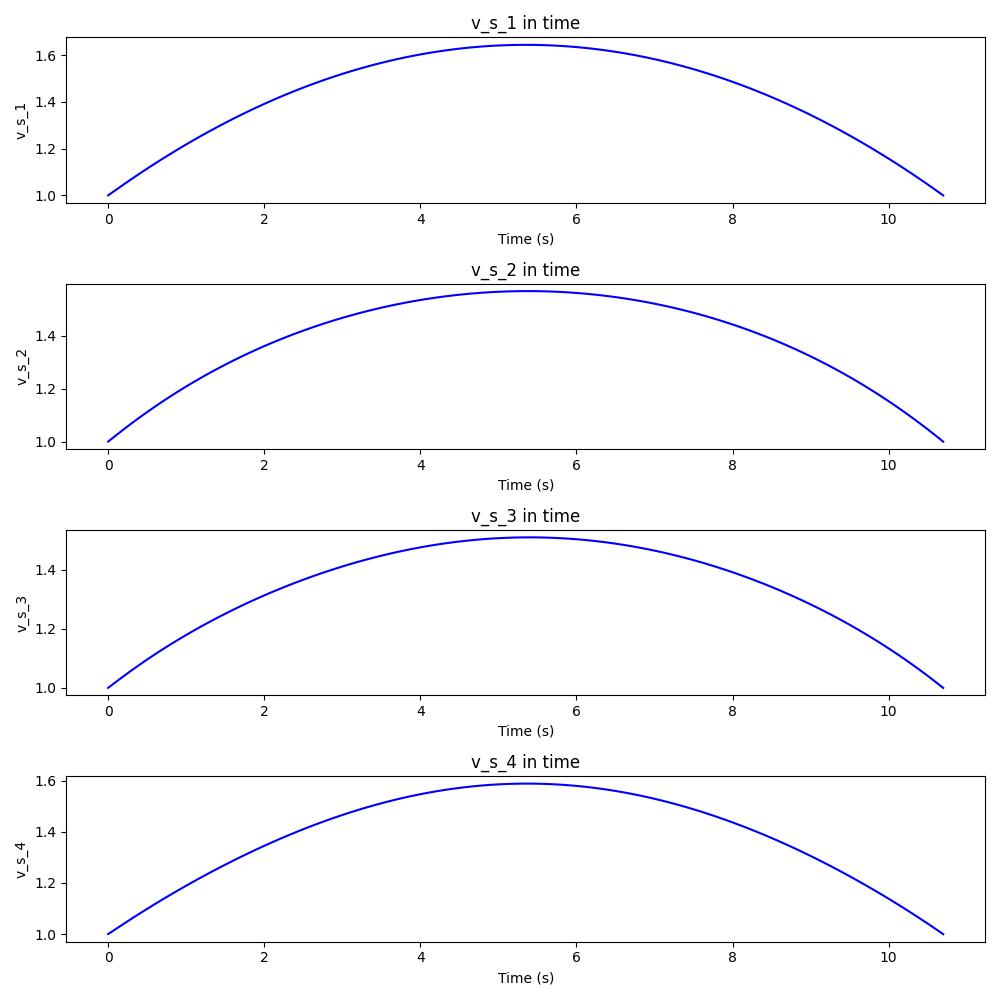 v_s_1 in time
1.6
1.4
1.2
1.0
v_s_1
0 2 4 6 8 10
Time (s)
v_s_2 in time
1.4
1.2
1.0
v_s_2
0 2 4 6 8 10
Time (s)
v_s_3 in time
1.4
1.2
1.0
v_s_3
0 2 4 6 8 10
Time (s)
v_s_4 in time
1.6
1.4
1.2
1.0
v_s_4
0 2 4 6 8 10
Time (s)